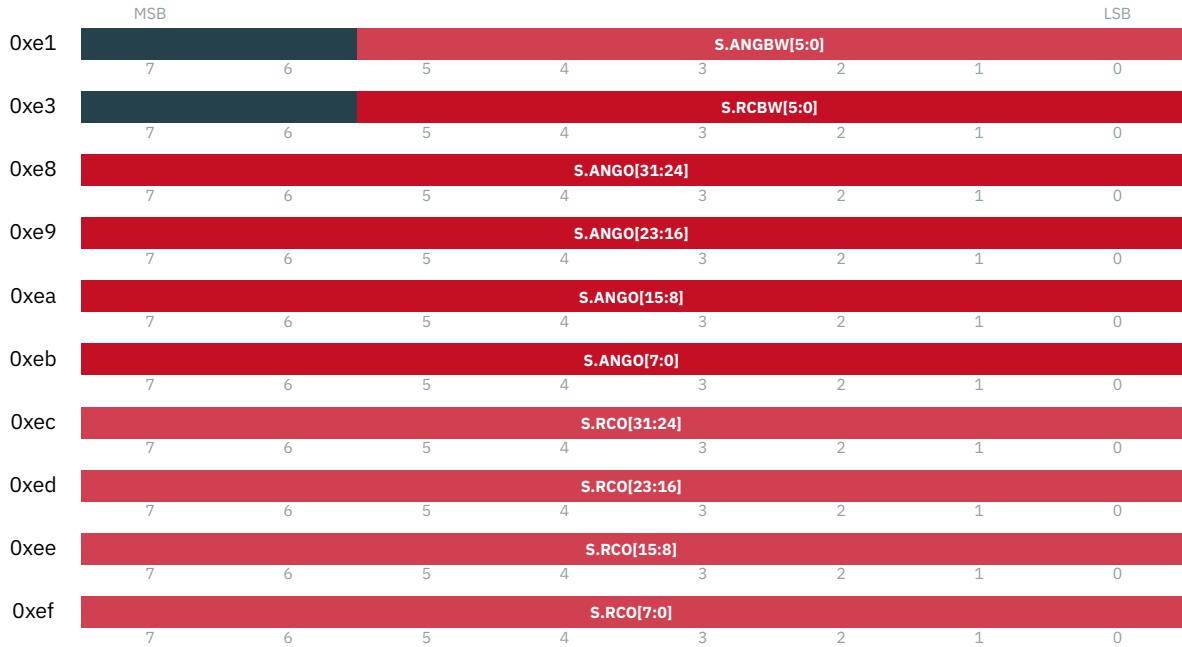 MSB LSB
0xe1 S.ANGBW[5:0]
7 6 5 4 3 2 1 0
0xe3 S.RCBW[5:0]
7 6 5 4 3 2 1 0
0xe8 S.ANGO[31:24]
7 6 5 4 3 2 1 0
0xe9 S.ANGO[23:16]
7 6 5 4 3 2 1 0
0xea S.ANGO[15:8]
7 6 5 4 3 2 1 0
0xeb S.ANGO[7:0]
7 6 5 4 3 2 1 0
0xec S.RCO[31:24]
7 6 5 4 3 2 1 0
0xed S.RCO[23:16]
7 6 5 4 3 2 1 0
0xee S.RCO[15:8]
7 6 5 4 3 2 1 0
0xef S.RCO[7:0]
7 6 5 4 3 2 1 0